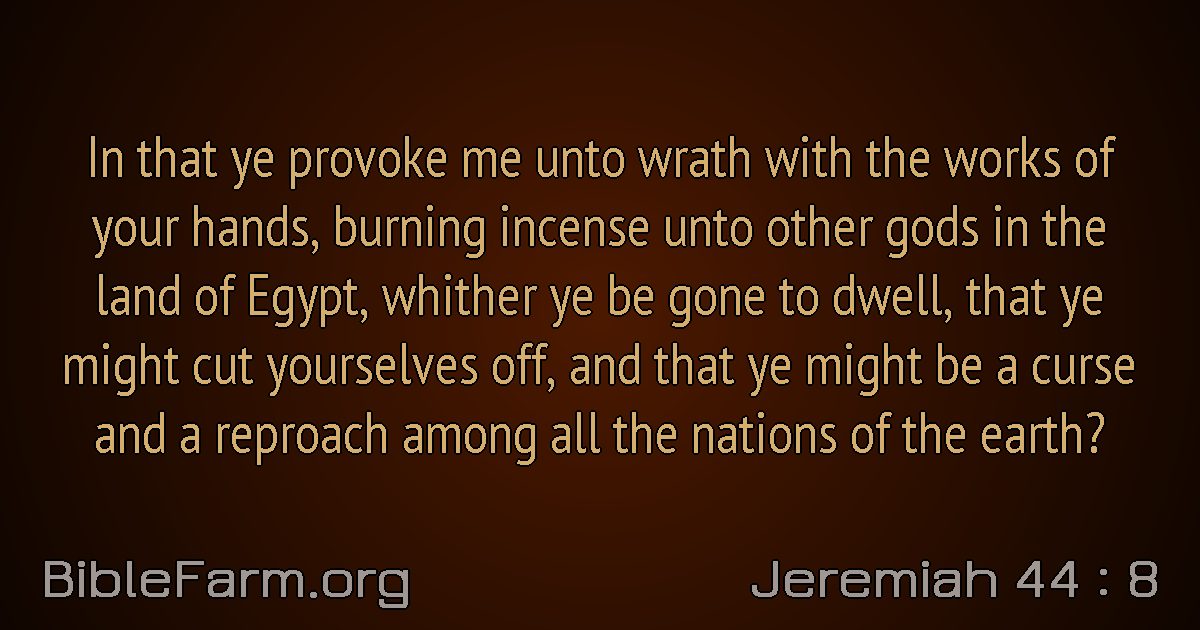 In that ye provoke me unto wrath with the works of
your hands, burning incense unto other gods in the
land of Egypt, whither ye be gone to dwell, that ye
might cut yourselves off, and that ye might be a curse
and a reproach among all the nations of the earth?
BibleFarm.org
Jeremiah 44 : 8